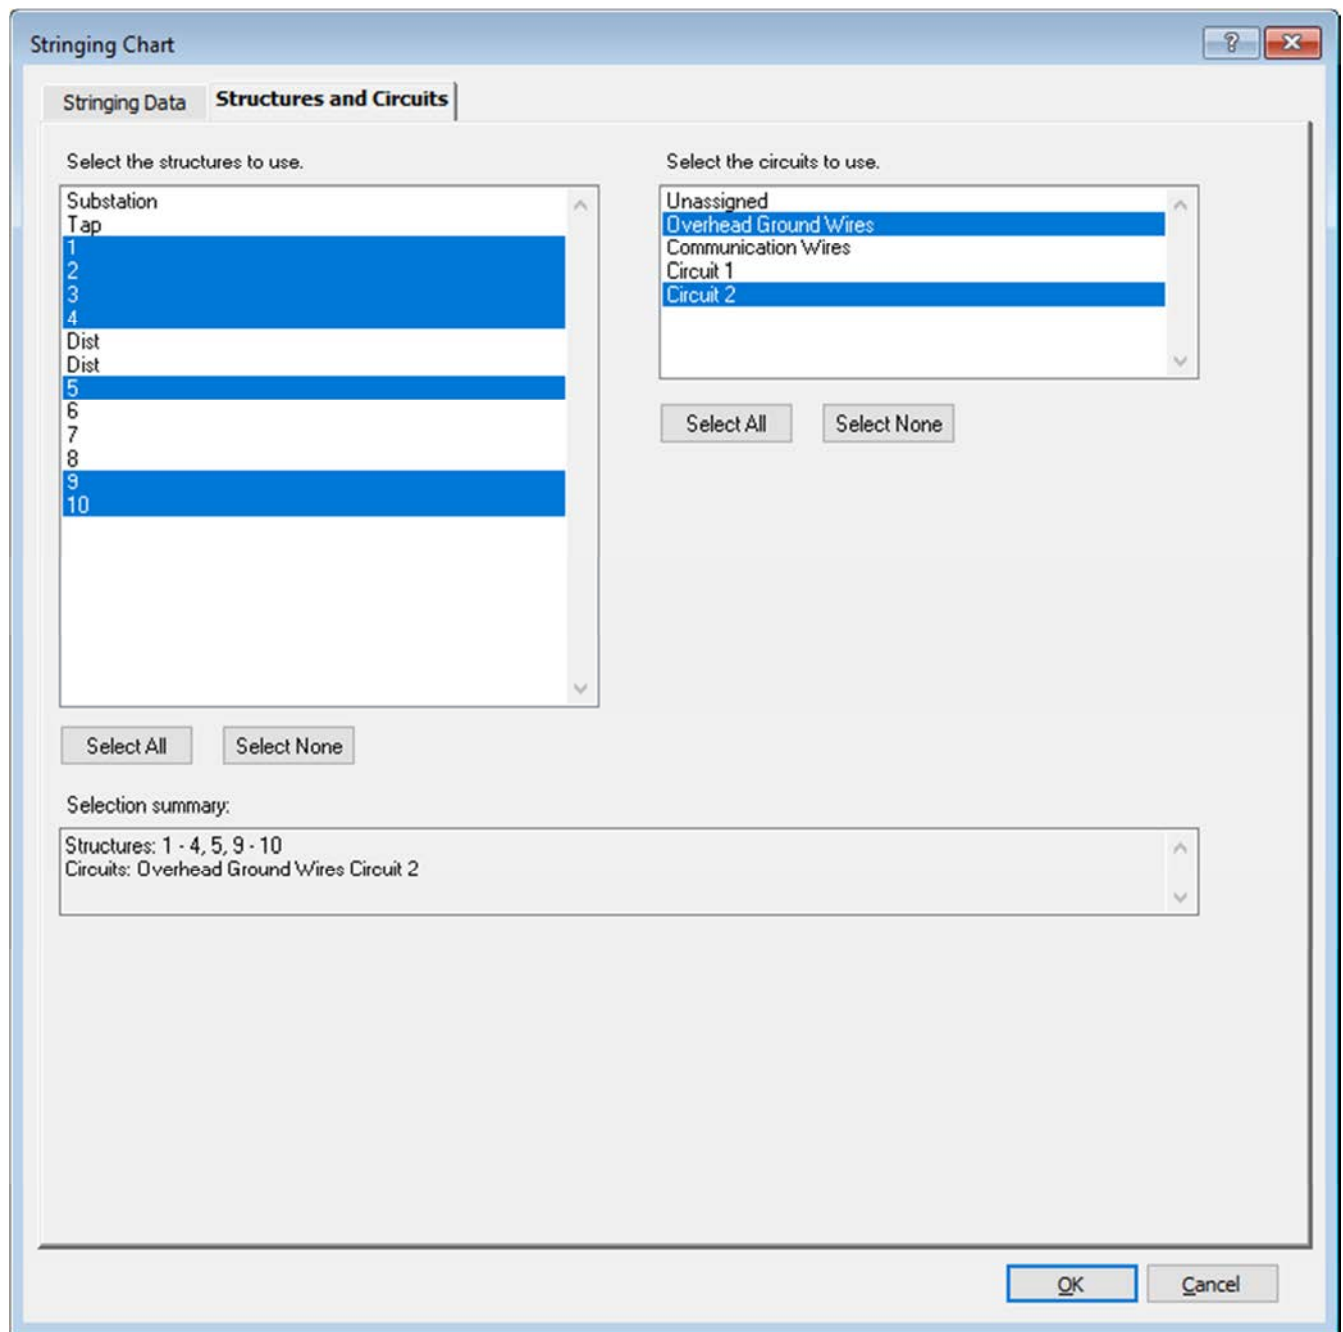 Stringing Chart
Stringing Data
Structures and Circuits
Select the structures to use.
Substation
Tap
1
2
3
4
Dist
Dist
5
6
7
8
9
10
Select All
Select None
Select the circuits to use.
Unassigned
Overhead Ground Wires
Communication Wires
Circuit 1
Circuit 2
Select All
Select None
Selection summary:
Structures: 1 - 4, 5, 9 - 10
Circuits: Overhead Ground Wires Circuit 2
OK
Cancel